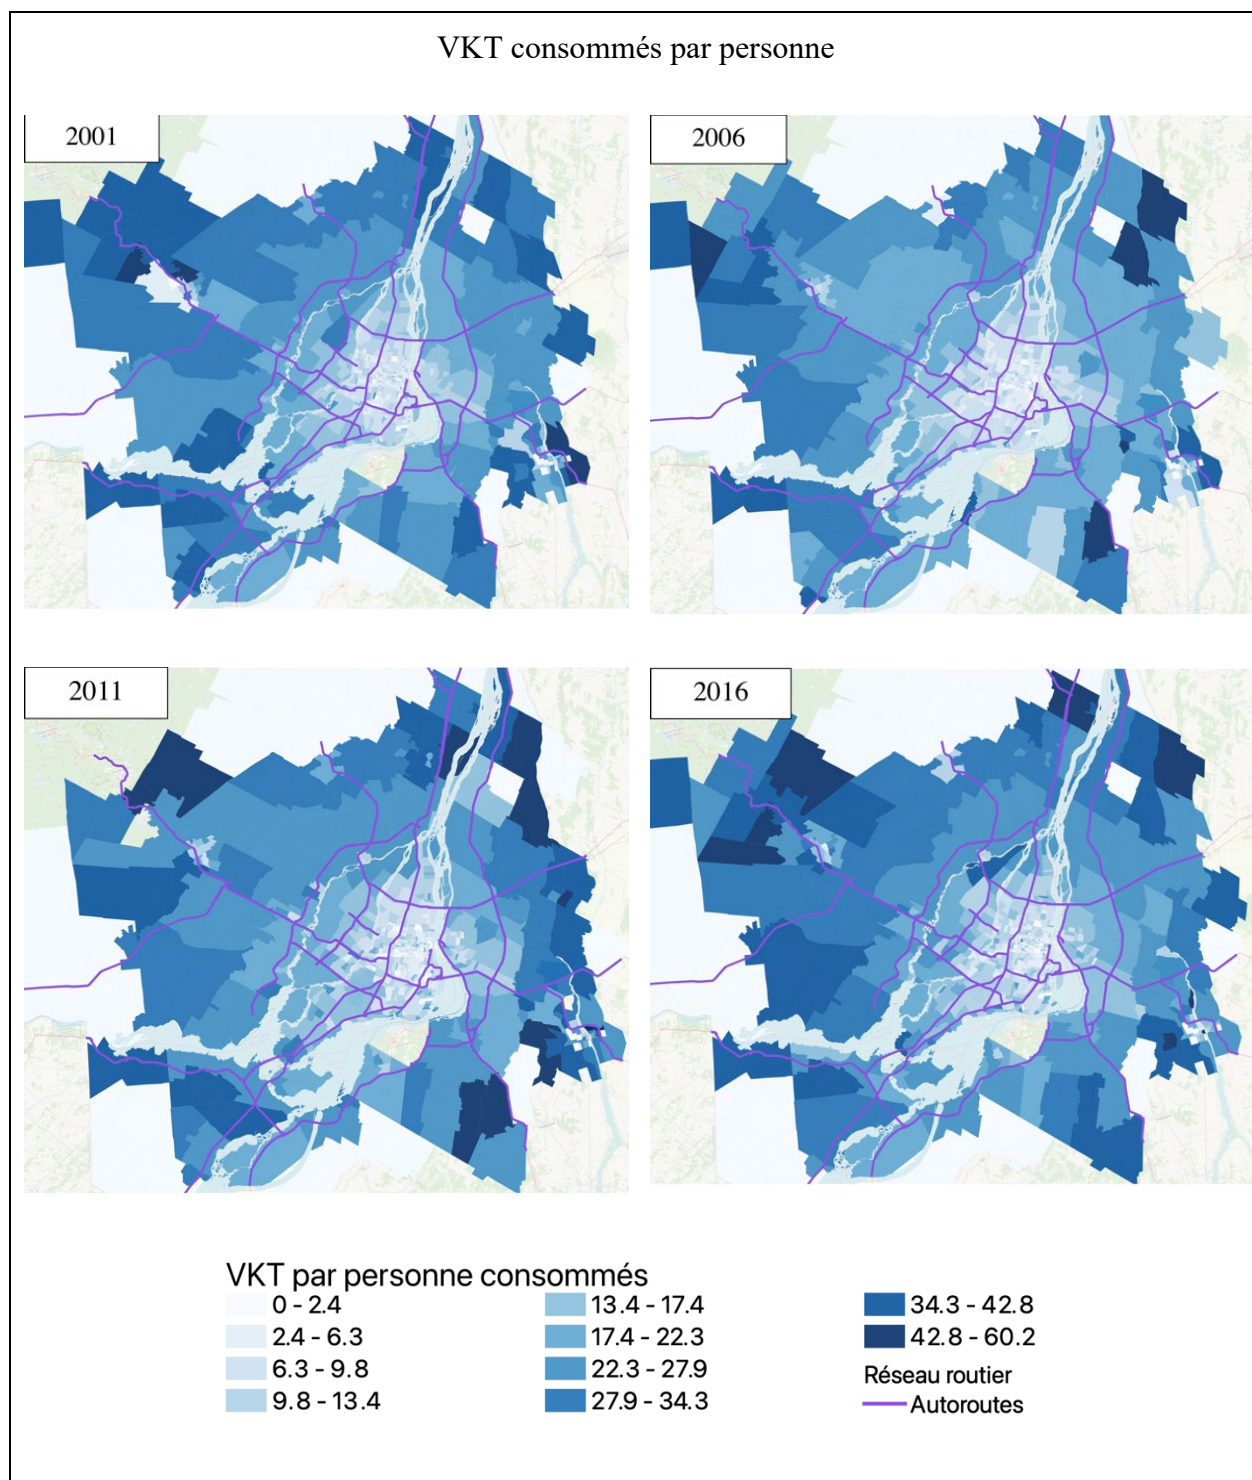 VKT consommés par personne
2001
2006
2011
2016
VKT par personne consommés
0 - 2.4
2.4 - 6.3
6.3 - 9.8
9.8 - 13.4
13.4 - 17.4
17.4 - 22.3
22.3 - 27.9
27.9 - 34.3
34.3 - 42.8
42.8 - 60.2
Réseau routier
Autoroutes